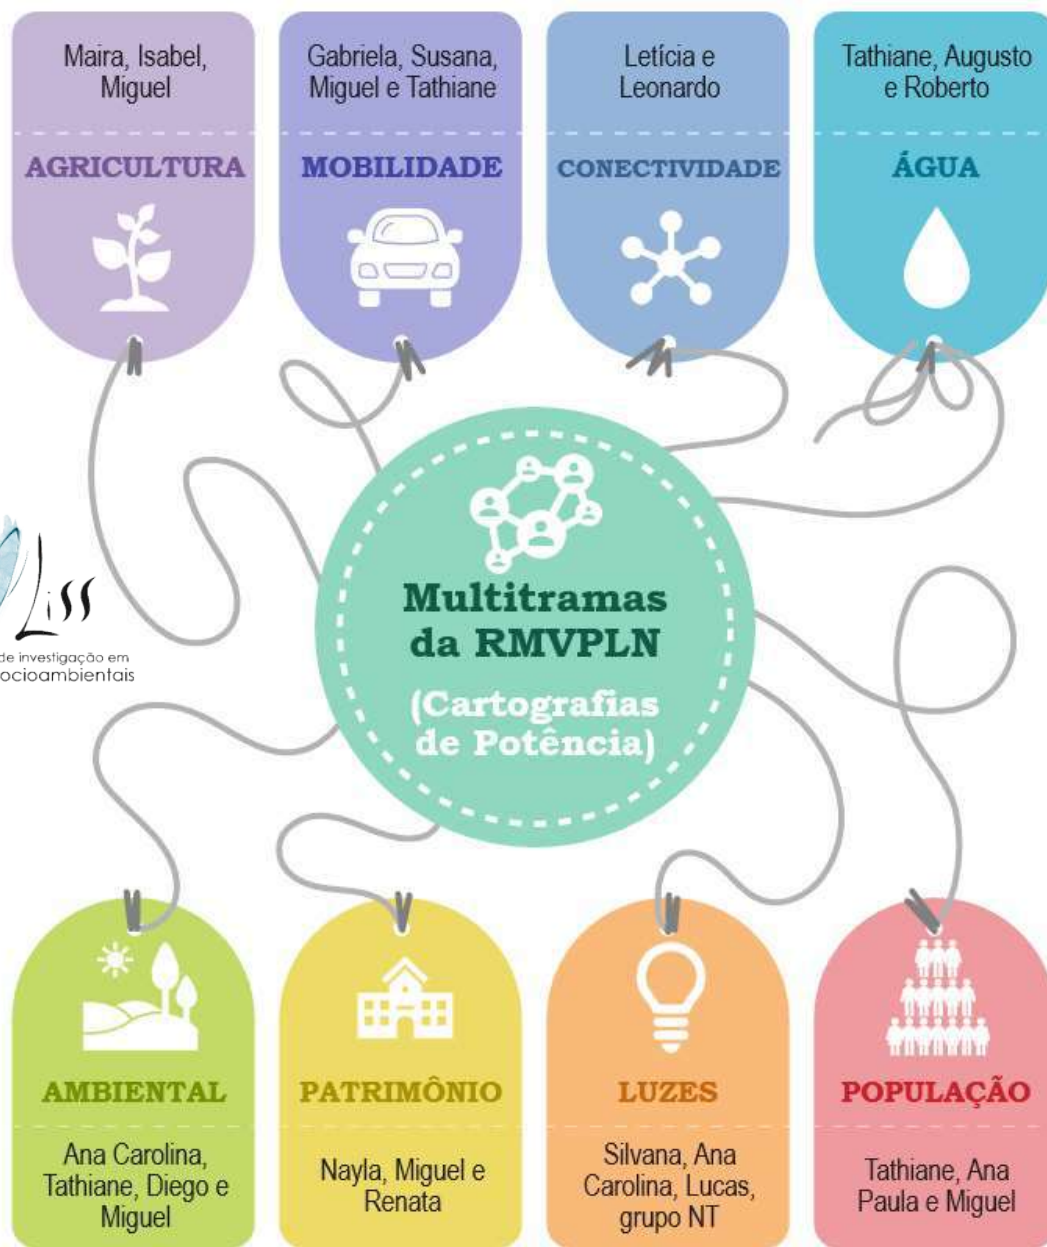 Maira, Isabel,
Miguel
AGRICULTURA
Gabriela, Susana,
Miguel e Tathiane
MOBILIDADE
Letícia e
Leonardo
CONECTIVIDADE
Tathiane, Augusto
e Roberto
ÁGUA
Liss
de investigação em
ocioambientais
Multitramas
da RMVPLN
(Cartografias
de Potência)
AMBIENTAL
Ana Carolina,
Tathiane, Diego e
Miguel
PATRIMÔNIO
Nayla, Miguel e
Renata
LUZES
Silvana, Ana
Carolina, Lucas,
grupo NT
POPULAÇÃO
Tathiane, Ana
Paula e Miguel